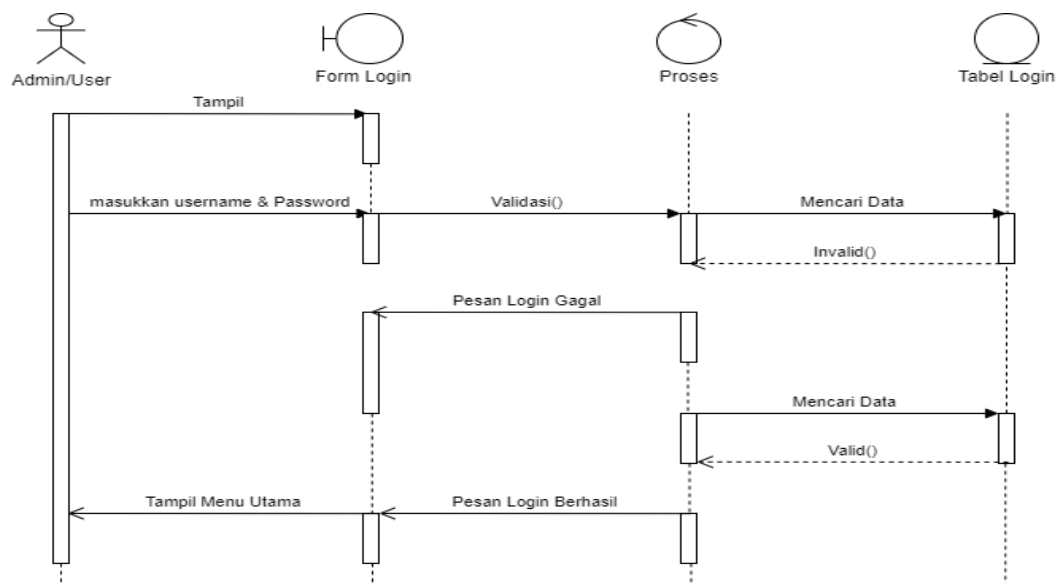 Admin/User
Form Login
Proses
Tabel Login
Tampil
masukkan username & Password
Validasi()
Mencari Data
Invalid()
Pesan Login Gagal
Mencari Data
Valid()
Tampil Menu Utama
Pesan Login Berhasil